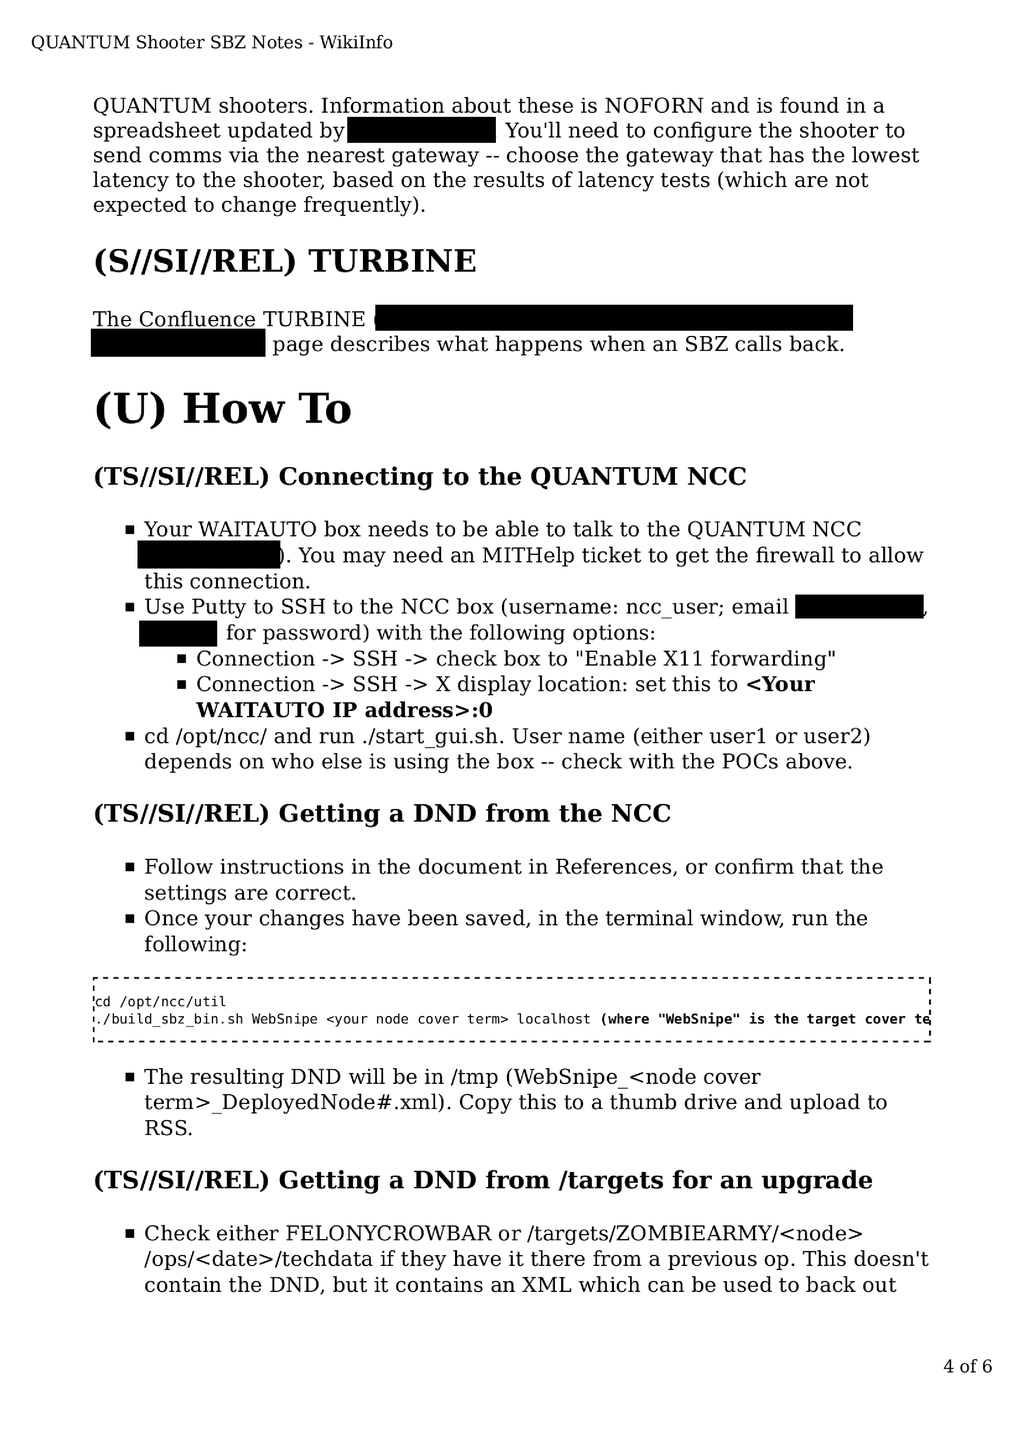 QUANTUM Shooter SBZ Notes - WikiInfo
QUANTUM shooters. Information about these is NOFORN and is found in a
spreadsheet updated by You'll need to configure the shooter to
send comms via the nearest gateway -- choose the gateway that has the lowest
latency to the shooter, based on the results of latency tests (which are not
expected to change frequently).
(S//SI//REL) TURBINE
The Confluence TURBINE (
page describes what happens when an SBZ calls back.
(U) How To
(TS//SI//REL) Connecting to the QUANTUM NCC
▪ Your WAITAUTO box needs to be able to talk to the QUANTUM NCC
). You may need an MITHelp ticket to get the firewall to allow
this connection.
▪ Use Putty to SSH to the NCC box (username: ncc_user; email ,
for password) with the following options:
▪ Connection -> SSH -> check box to "Enable X11 forwarding"
▪ Connection -> SSH -> X display location: set this to <Your
WAITAUTO IP address>:0
▪ cd /opt/ncc/ and run ./start_gui.sh. User name (either user1 or user2)
depends on who else is using the box -- check with the POCs above.
(TS//SI//REL) Getting a DND from the NCC
▪ Follow instructions in the document in References, or confirm that the
settings are correct.
▪ Once your changes have been saved, in the terminal window, run the
following:
cd /opt/ncc/util
./build_sbz_bin.sh WebSnipe <your node cover term> localhost (where "WebSnipe" is the target cover te
▪ The resulting DND will be in /tmp (WebSnipe_<node cover
term>_DeployedNode#.xml). Copy this to a thumb drive and upload to
RSS.
(TS//SI//REL) Getting a DND from /targets for an upgrade
▪ Check either FELONYCROWBAR or /targets/ZOMBIEARMY/<node>
/ops/<date>/techdata if they have it there from a previous op. This doesn't
contain the DND, but it contains an XML which can be used to back out
4 of 6